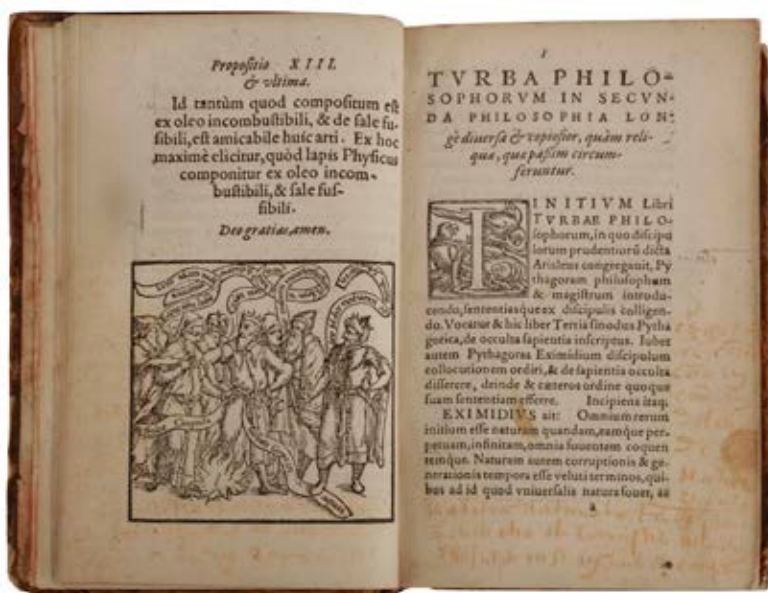 Propositio XIII.
& vltima.
Id tantùm quod compositum est
ex oleo incombustibili, & de sale fu-
sibili, est amicabile huic arti. Ex hoc
maximè elicitur, quòd lapis Physicus
componitur ex oleo incom-
bustibili, & sale fus-
sibili.
Deo gratias, amen.
1
TVRBA PHILO-
SOPHORVM IN SECVN-
DA PHILOSOPHIA LON-
gè diuersa & copiosior, quàm reli-
quæ, quæ passim circum-
feruntur.
INITIVM Libri
TVRBAE PHILO-
sophorum, in quo discipu
lorum prudentiorũ dicta
Arisleus congregauit, Py
thagoram philosophum
& magistrum introdu-
cendo, sententiasque ex discipulis colligen-
do. Vocatur & hic liber Tertia sinodus Pytha
gorica, de occulta sapientia inscriptus. Iubet
autem Pythagoras Eximidium discipulum
collocutionem ordiri, & de sapientia occulta
disserere, deinde & cæteros ordine quoque
suam sententiam efferre. Incipiens itaq;
EXIMIDIVS ait: Omnium rerum
initium esse naturam quandam, eamque per-
petuam, infinitam, omnia fouentem coquen
temque. Naturam autem corruptionis & ge-
nerationis tempora esse veluti terminos, qui-
bus ad id quod vniuersalis natura fouet, ac
a